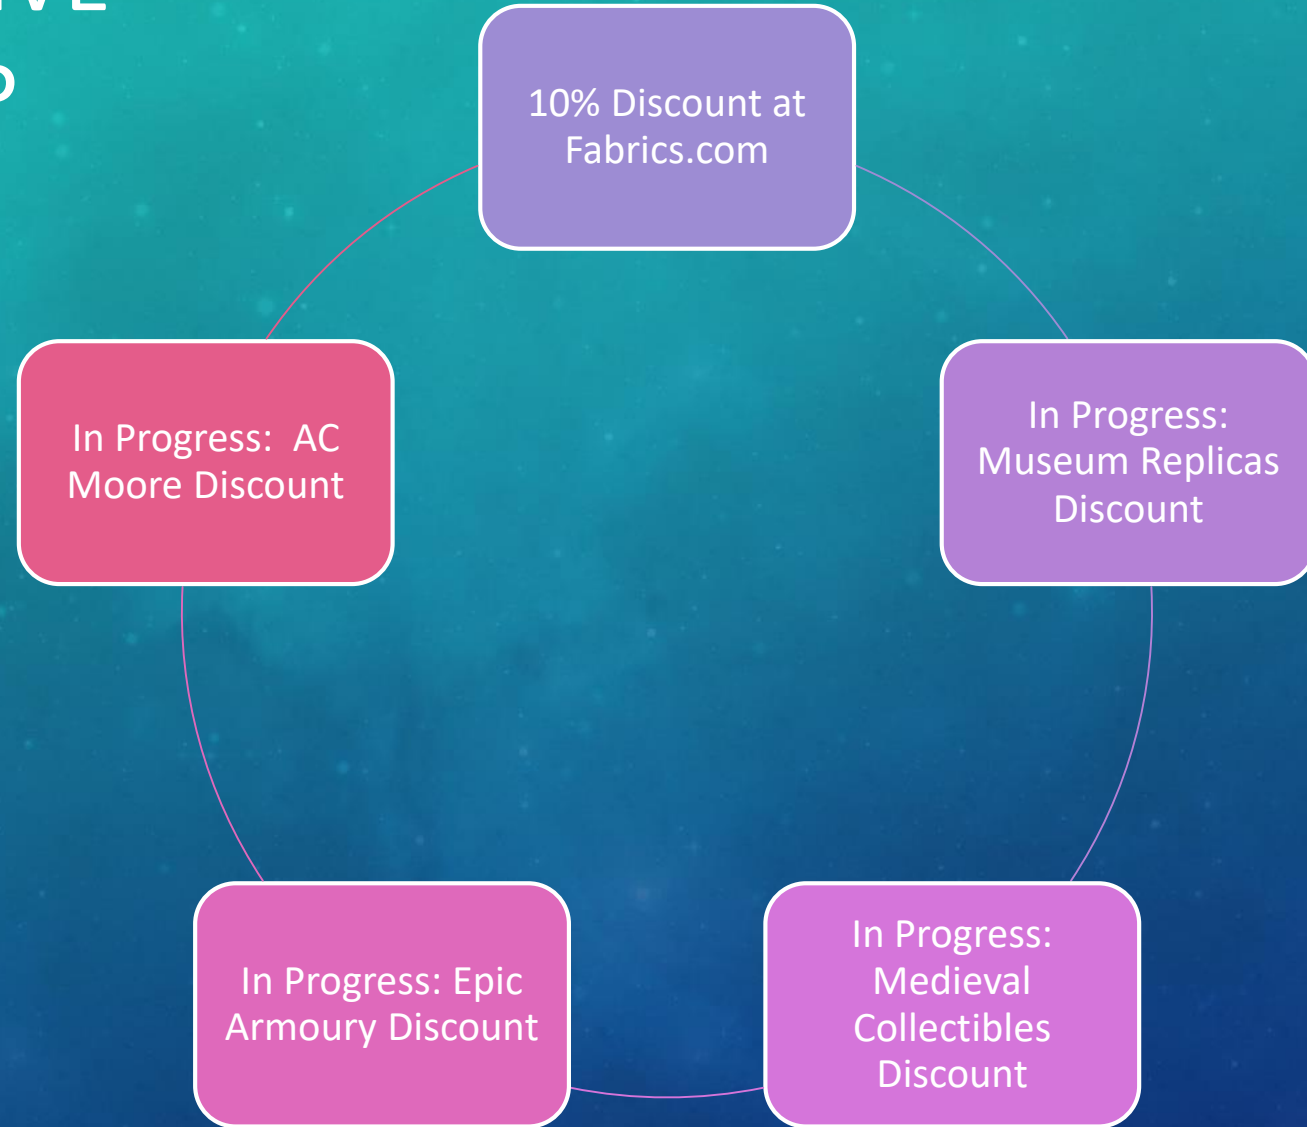 10% Discount at
Fabrics.com
In Progress:
Museum Replicas
Discount
In Progress:
Medieval
Collectibles
Discount
In Progress: Epic
Armoury Discount
In Progress:  AC
Moore Discount